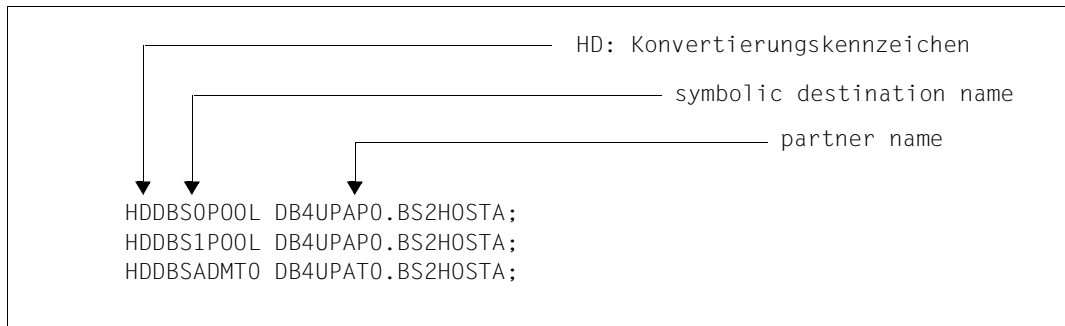 HD: Konvertierungskennzeichen
symbolic destination name
partner name
HDDBS0POOL DB4UPAP0.BS2HOSTA;
HDDBS1POOL DB4UPAP0.BS2HOSTA;
HDDBSADMT0 DB4UPAT0.BS2HOSTA;